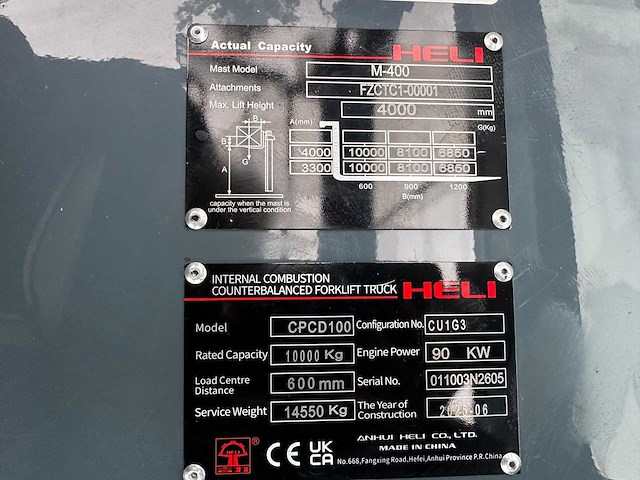 Actual Capacity HELI
Mast Model M-400
Attachments FZCTC1-00001
Max. Lift Height 4000 mm
A(mm) G(Kg)
B
B
G
A
4000 10000 8100 6850
3300 10000 8100 6850
600 900 1200
B(mm)
capacity when the mast is
under the vertical condition
INTERNAL COMBUSTION
COUNTERBALANCED FORKLIFT TRUCK HELI
Model CPCD100 Configuration No. CU1G3
Rated Capacity 10000 Kg Engine Power 90 KW
Load Centre
Distance 600 mm Serial No. 011003N2605
Service Weight 14550 Kg The Year of
Construction 2025-06
HELI ® CE UK
CA
ANHUI HELI CO., LTD.
MADE IN CHINA
No.668, Fangxing Road, Hefei, Anhui Province P.R. China